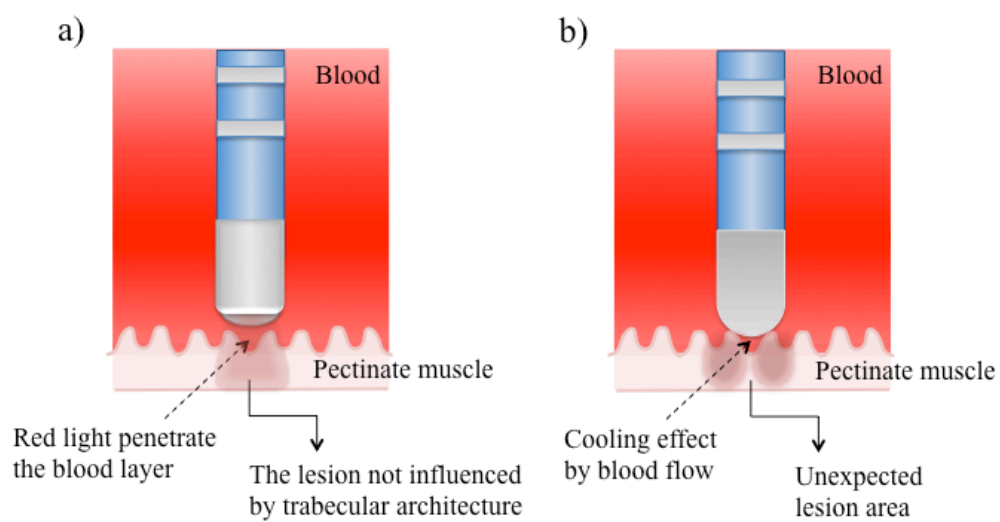 a)
Blood
Pectinate muscle
Red light penetrate
the blood layer
The lesion not influenced
by trabecular architecture
b)
Blood
Pectinate muscle
Cooling effect
by blood flow
Unexpected
lesion area